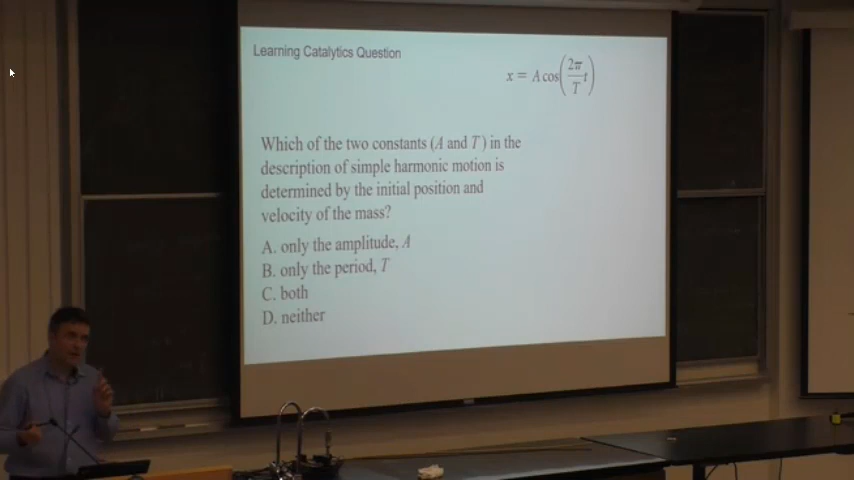 Learning Catalytics Question
x = A cos(2π/T t)
Which of the two constants (A and T) in the
description of simple harmonic motion is
determined by the initial position and
velocity of the mass?
A. only the amplitude, A
B. only the period, T
C. both
D. neither